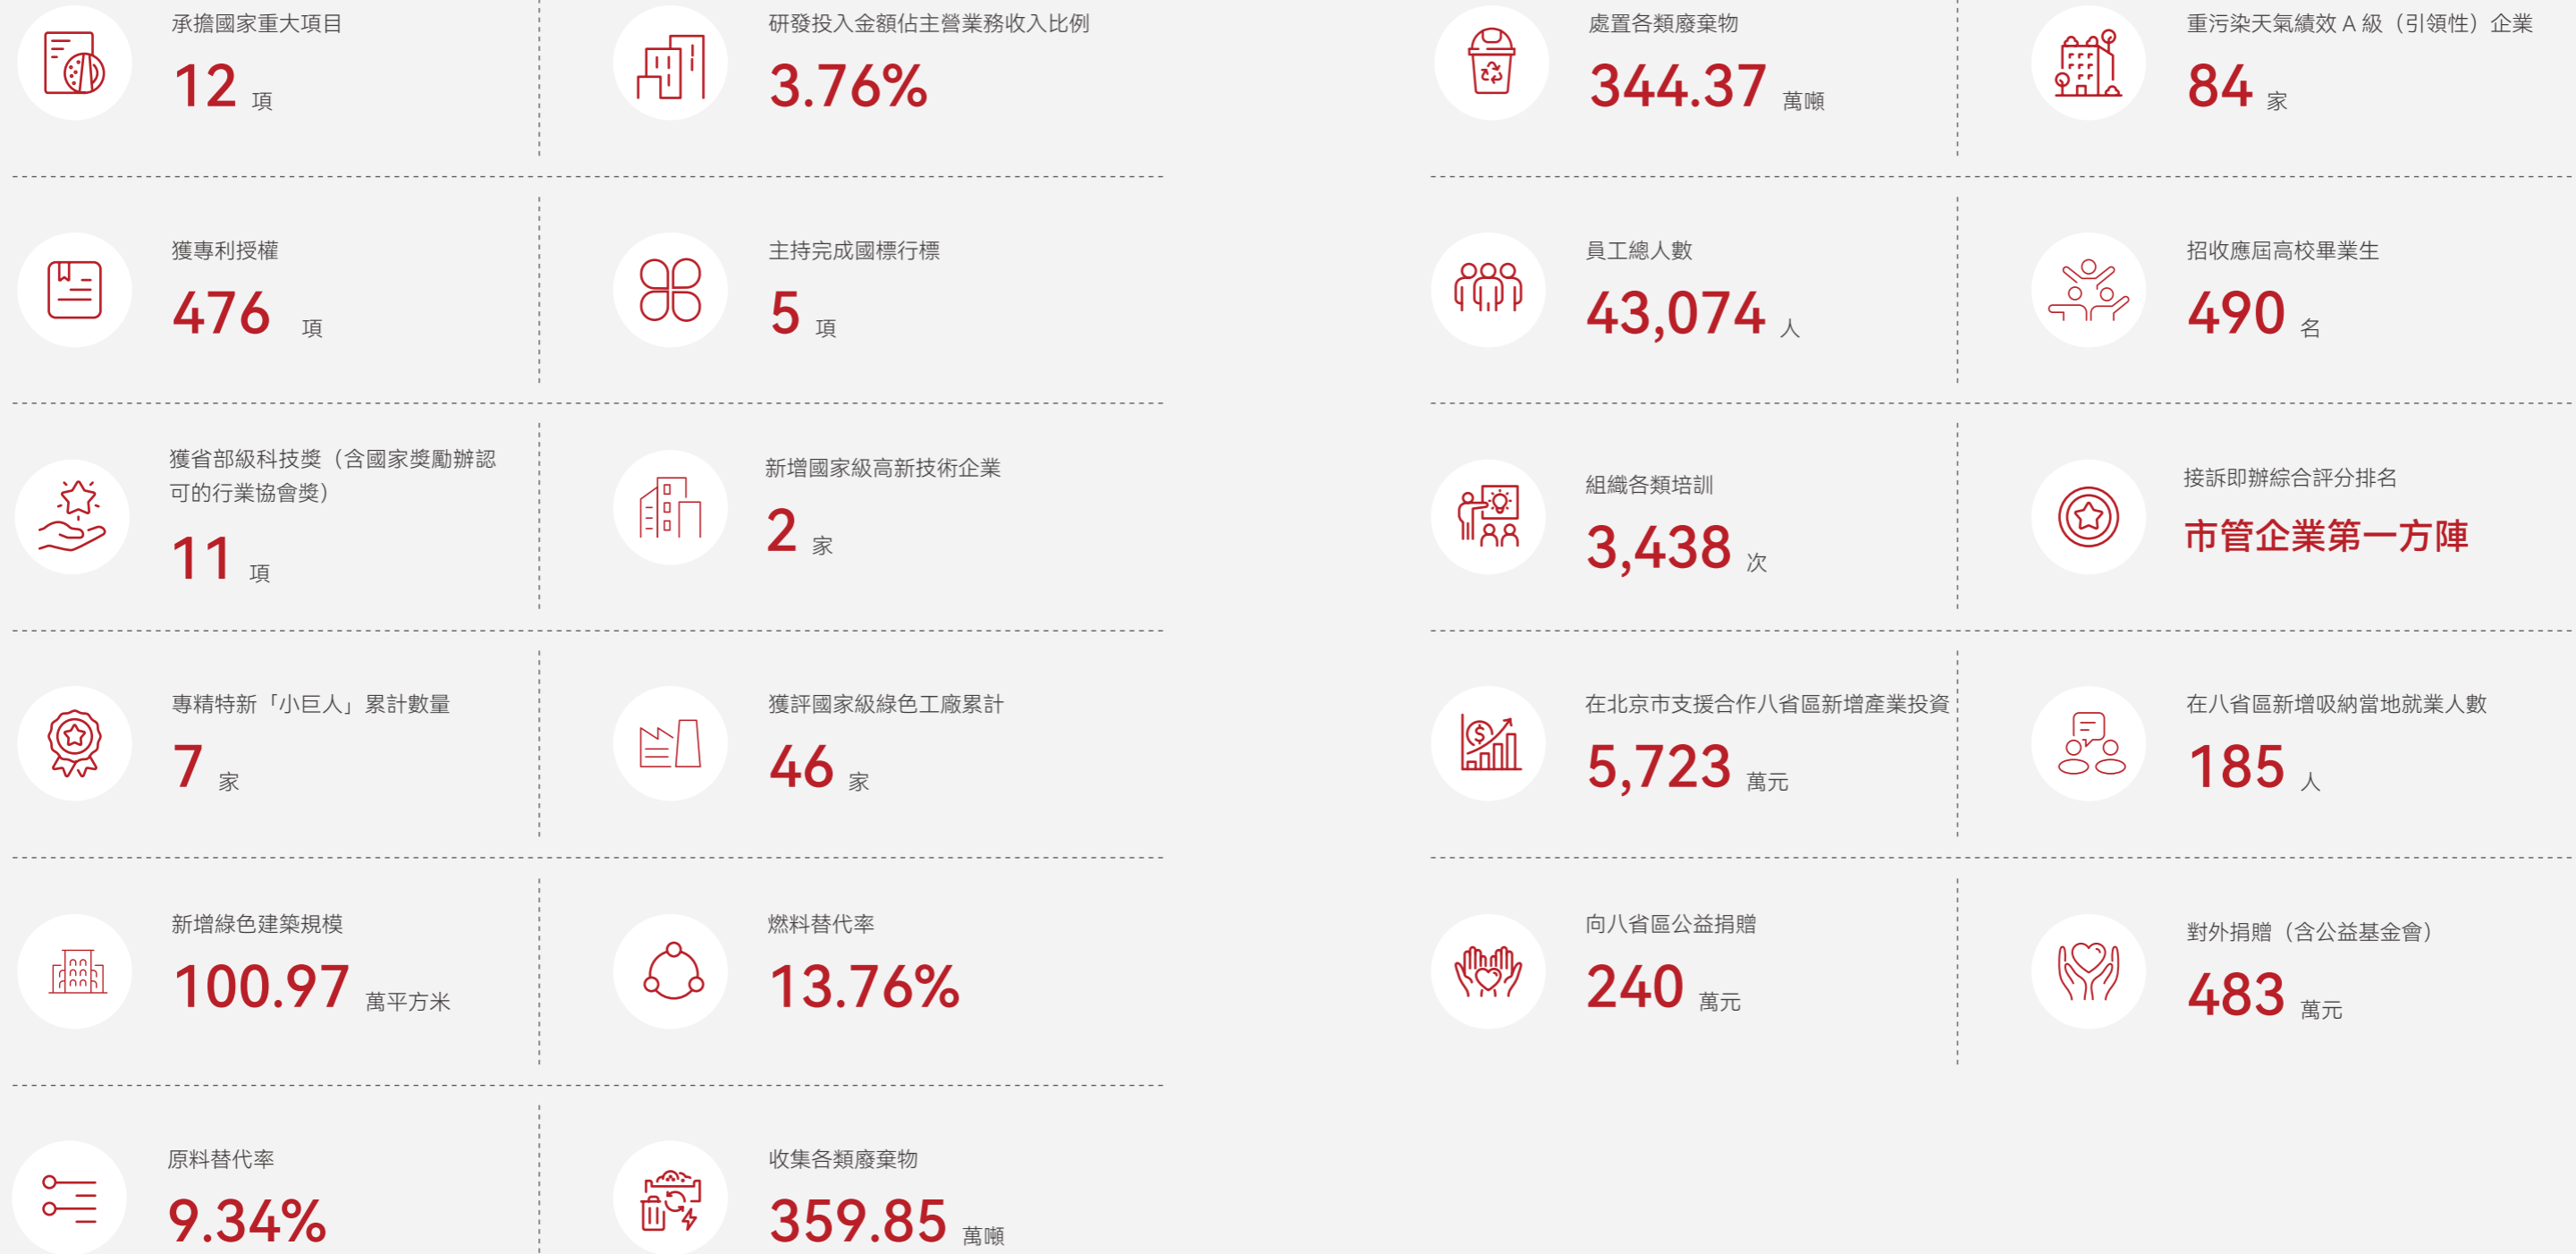 承擔國家重大項目
12 項
研發投入金額佔主營業務收入比例
3.76%
獲專利授權
476 項
主持完成國標行標
5 項
獲省部級科技獎（含國家獎勵辦認
可的行業協會獎）
11 項
新增國家級高新技術企業
2 家
專精特新「小巨人」累計數量
7 家
獲評國家級綠色工廠累計
46 家
新增綠色建築規模
100.97 萬平方米
燃料替代率
13.76%
原料替代率
9.34%
收集各類廢棄物
359.85 萬噸
處置各類廢棄物
344.37 萬噸
重污染天氣績效 A 級（引領性）企業
84 家
員工總人數
43,074 人
招收應屆高校畢業生
490 名
組織各類培訓
3,438 次
接訴即辦綜合評分排名
市管企業第一方陣
在北京市支援合作八省區新增產業投資
5,723 萬元
在八省區新增吸納當地就業人數
185 人
向八省區公益捐贈
240 萬元
對外捐贈（含公益基金會）
483 萬元